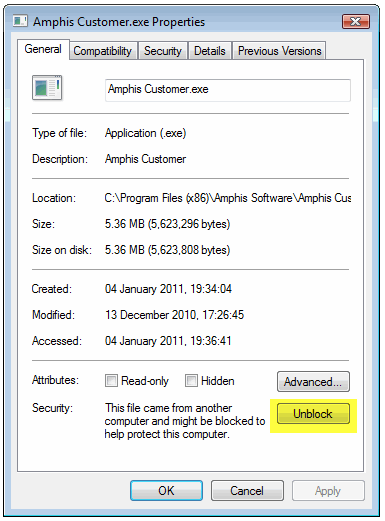 Amphis Customer.exe Properties
General Compatibility Security Details Previous Versions
Amphis Customer.exe
Type of file: Application (.exe)
Description: Amphis Customer
Location: C:\Program Files (x86)\Amphis Software\Amphis Cus
Size: 5.36 MB (5,623,296 bytes)
Size on disk: 5.36 MB (5,623,808 bytes)
Created: 04 January 2011, 19:34:04
Modified: 13 December 2010, 17:26:45
Accessed: 04 January 2011, 19:36:41
Attributes: Read-only Hidden Advanced...
Security: This file came from another Unblock
computer and might be blocked to
help protect this computer.
OK Cancel Apply